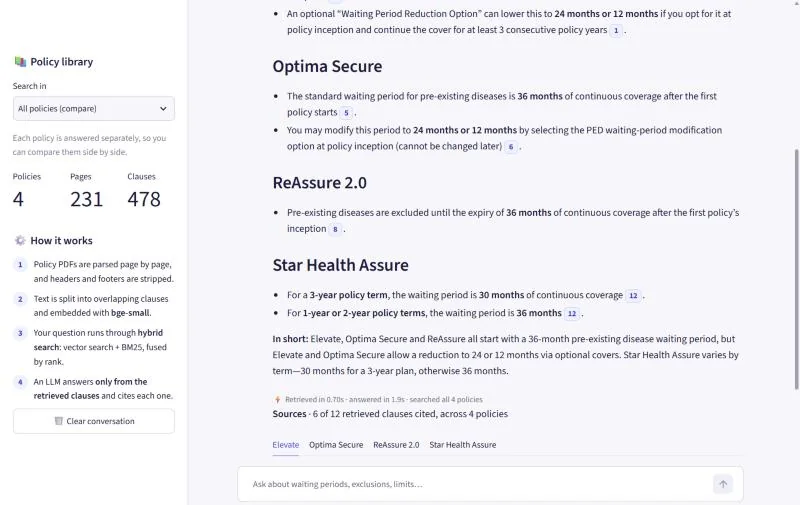 Policy library
Search in
All policies (compare)
Each policy is answered separately, so you
can compare them side by side.
Policies Pages Clauses
4 231 478
How it works
1 Policy PDFs are parsed page by page,
and headers and footers are stripped.
2 Text is split into overlapping clauses
and embedded with bge-small.
3 Your question runs through hybrid
search: vector search + BM25, fused
by rank.
4 An LLM answers only from the
retrieved clauses and cites each one.
Clear conversation
An optional “Waiting Period Reduction Option” can lower this to 24 months or 12 months if you opt for it at
policy inception and continue the cover for at least 3 consecutive policy years 1 .
Optima Secure
The standard waiting period for pre-existing diseases is 36 months of continuous coverage after the first
policy starts 5 .
You may modify this period to 24 months or 12 months by selecting the PED waiting-period modification
option at policy inception (cannot be changed later) 6 .
ReAssure 2.0
Pre-existing diseases are excluded until the expiry of 36 months of continuous coverage after the first policy’s
inception 8 .
Star Health Assure
For a 3-year policy term, the waiting period is 30 months of continuous coverage 12 .
For 1-year or 2-year policy terms, the waiting period is 36 months 12 .
In short: Elevate, Optima Secure and ReAssure all start with a 36-month pre-existing disease waiting period, but
Elevate and Optima Secure allow a reduction to 24 or 12 months via optional covers. Star Health Assure varies by
term—30 months for a 3-year plan, otherwise 36 months.
Retrieved in 0.70s · answered in 1.9s · searched all 4 policies
Sources · 6 of 12 retrieved clauses cited, across 4 policies
Elevate Optima Secure ReAssure 2.0 Star Health Assure
Ask about waiting periods, exclusions, limits…